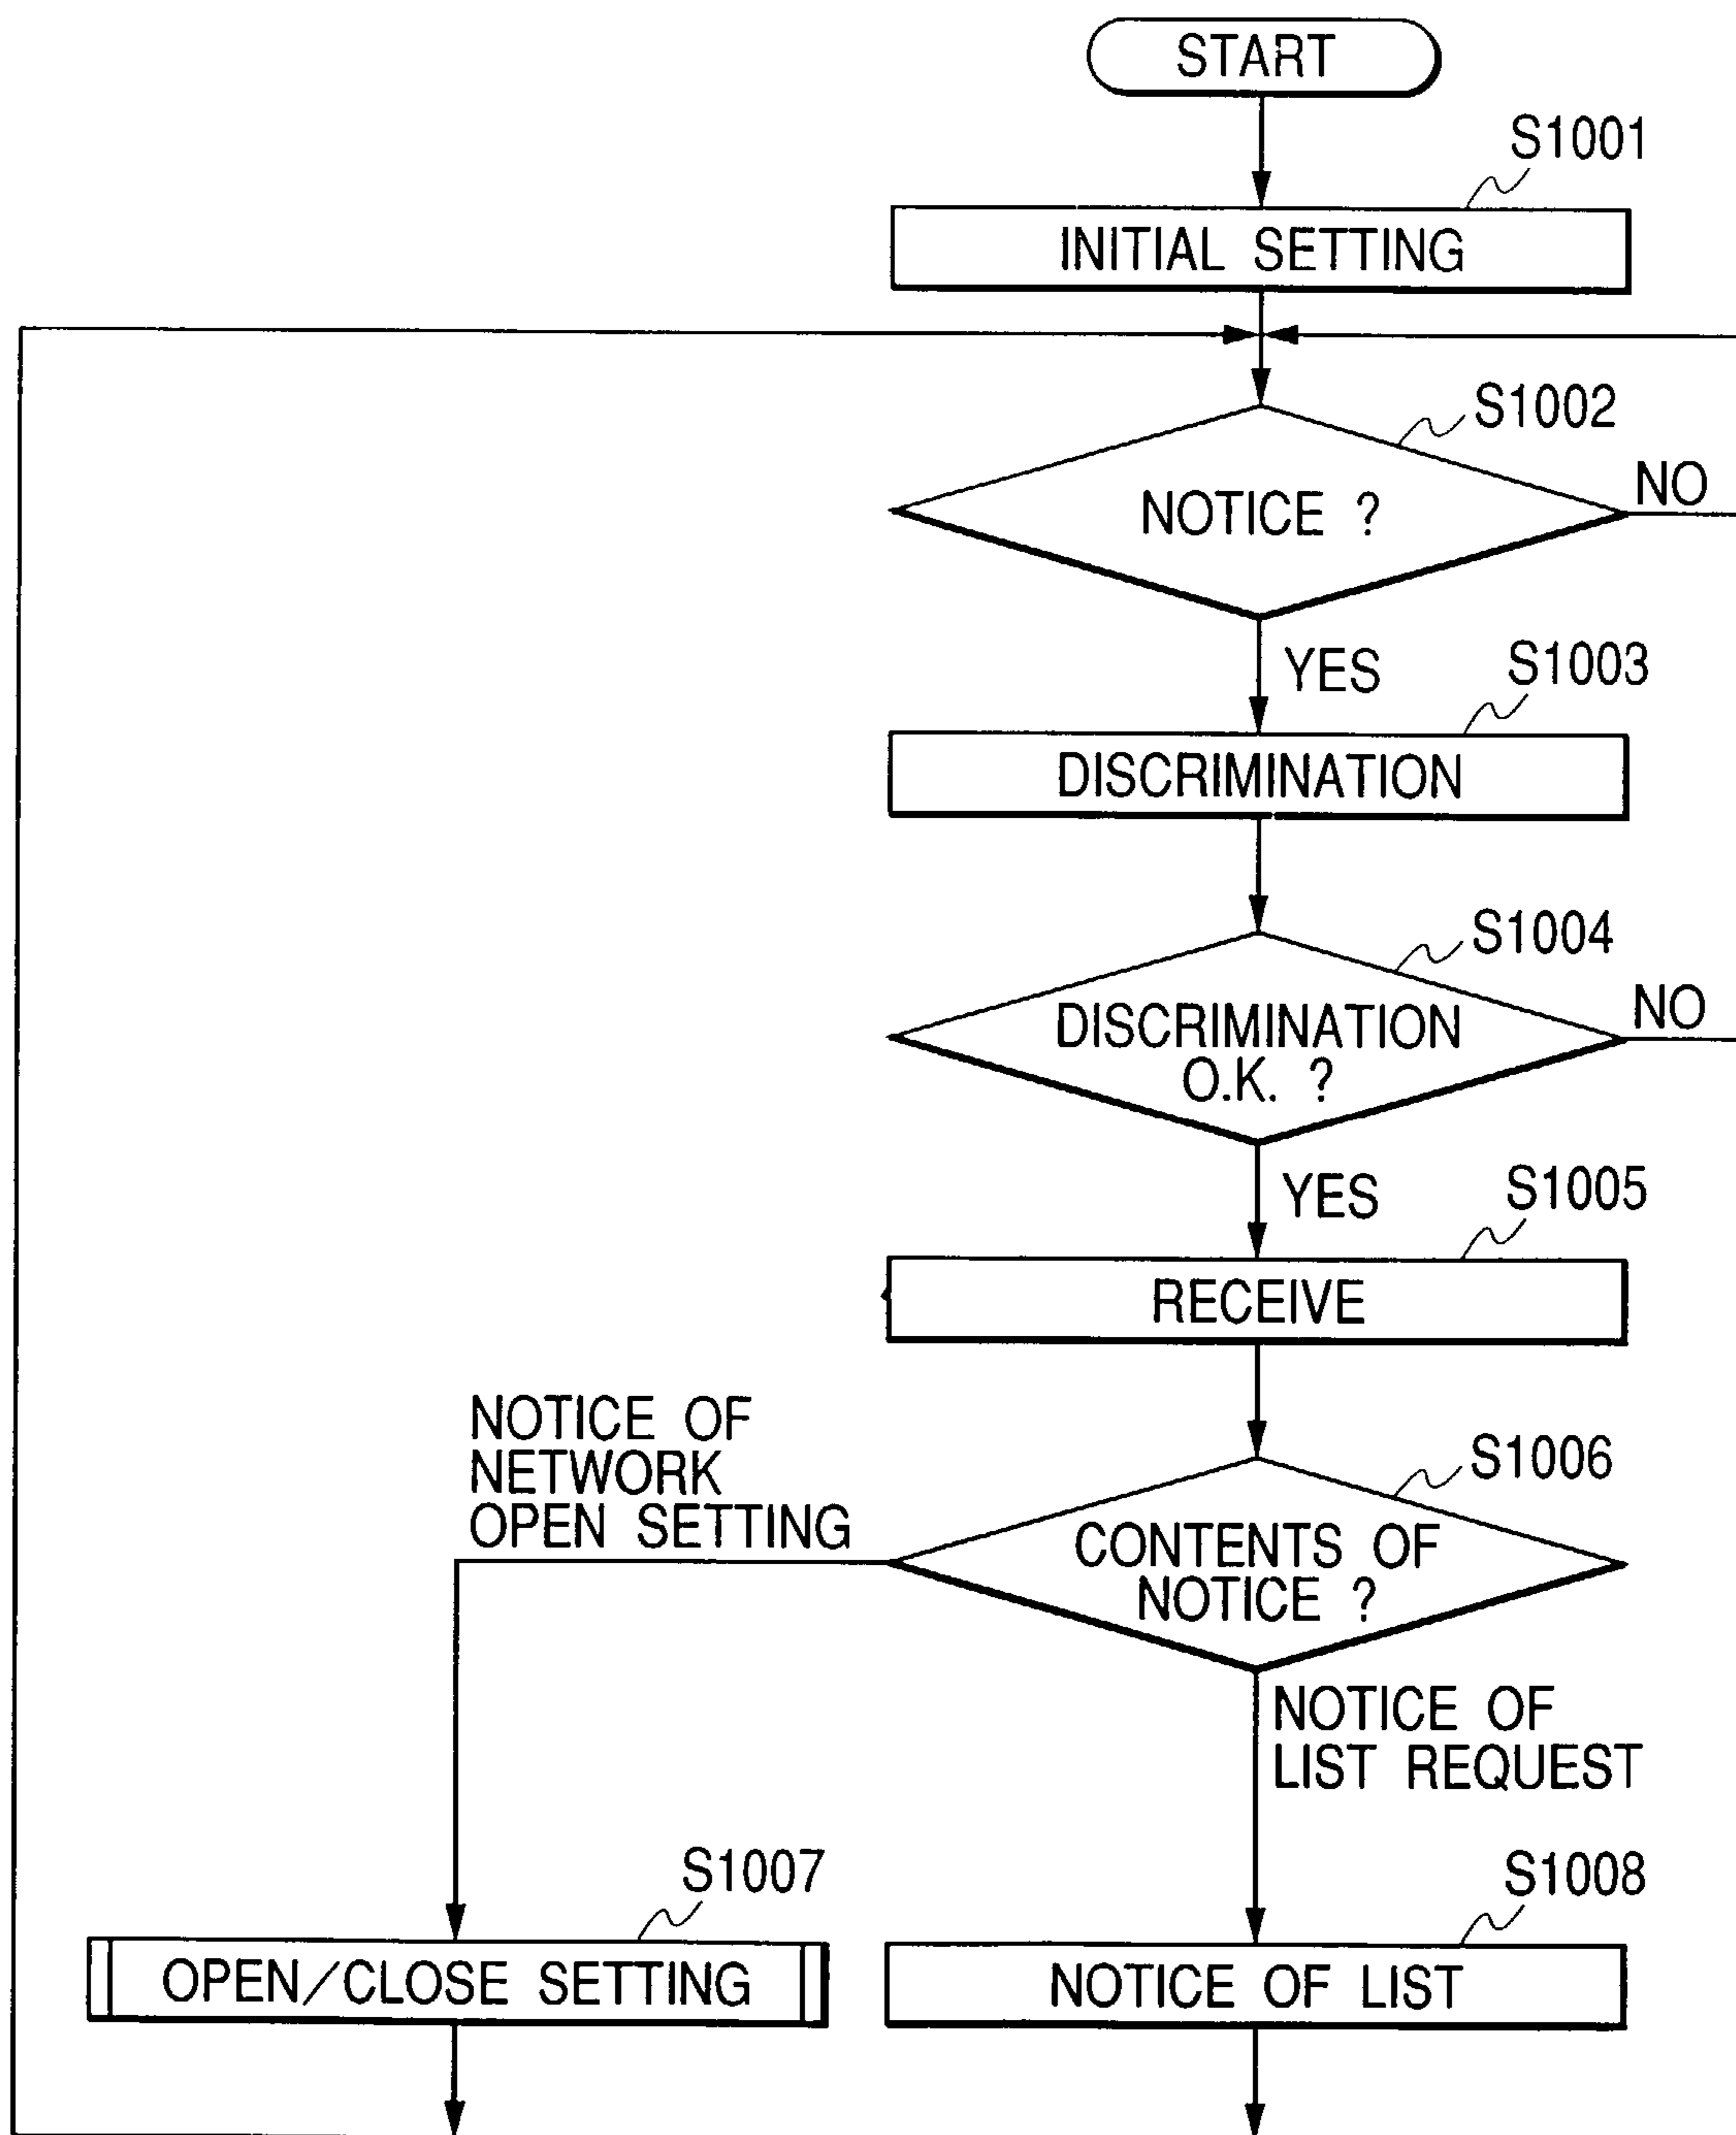 START
S1001
INITIAL SETTING
S1002
NOTICE ?
NO
YES
S1003
DISCRIMINATION
S1004
DISCRIMINATION
O.K. ?
NO
YES
S1005
RECEIVE
NOTICE OF
NETWORK
OPEN SETTING
S1006
CONTENTS OF
NOTICE ?
NOTICE OF
LIST REQUEST
S1007
OPEN/CLOSE SETTING
S1008
NOTICE OF LIST